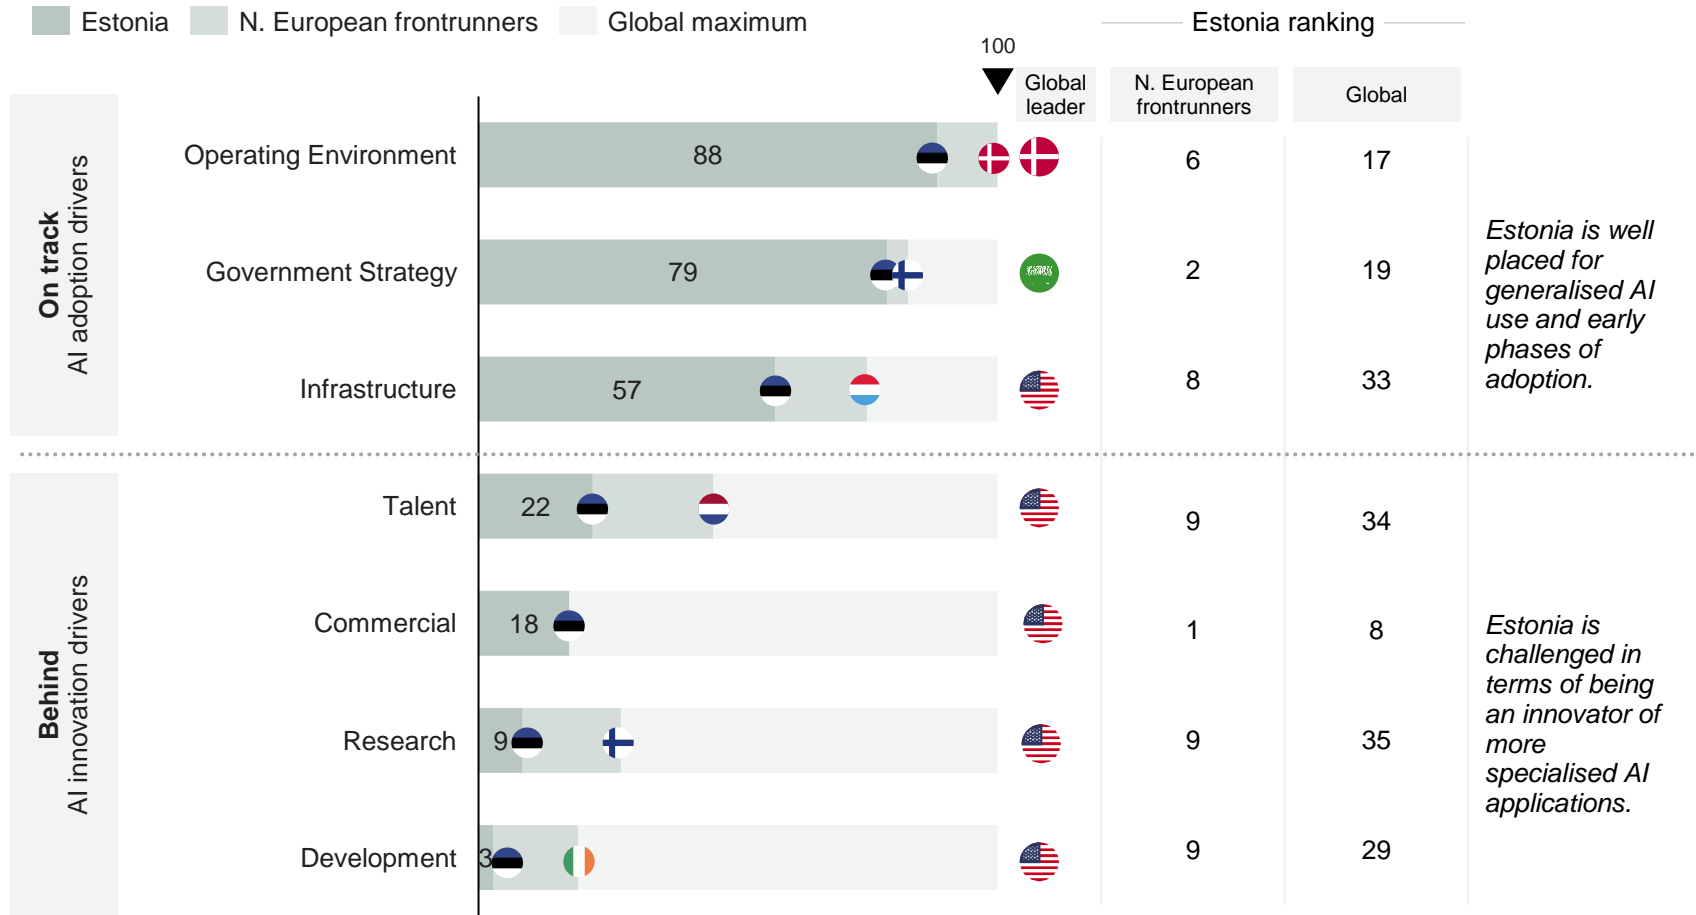 Estonia
N. European frontrunners
Global maximum
Estonia ranking
100
Global
leader
N. European
frontrunners
Global
On track
AI adoption drivers
Operating Environment
88
6
17
Government Strategy
79
2
19
Infrastructure
57
8
33
Estonia is well
placed for
generalised AI
use and early
phases of
adoption.
Behind
AI innovation drivers
Talent
22
9
34
Commercial
18
1
8
Research
9
9
35
Development
3
9
29
Estonia is
challenged in
terms of being
an innovator of
more
specialised AI
applications.